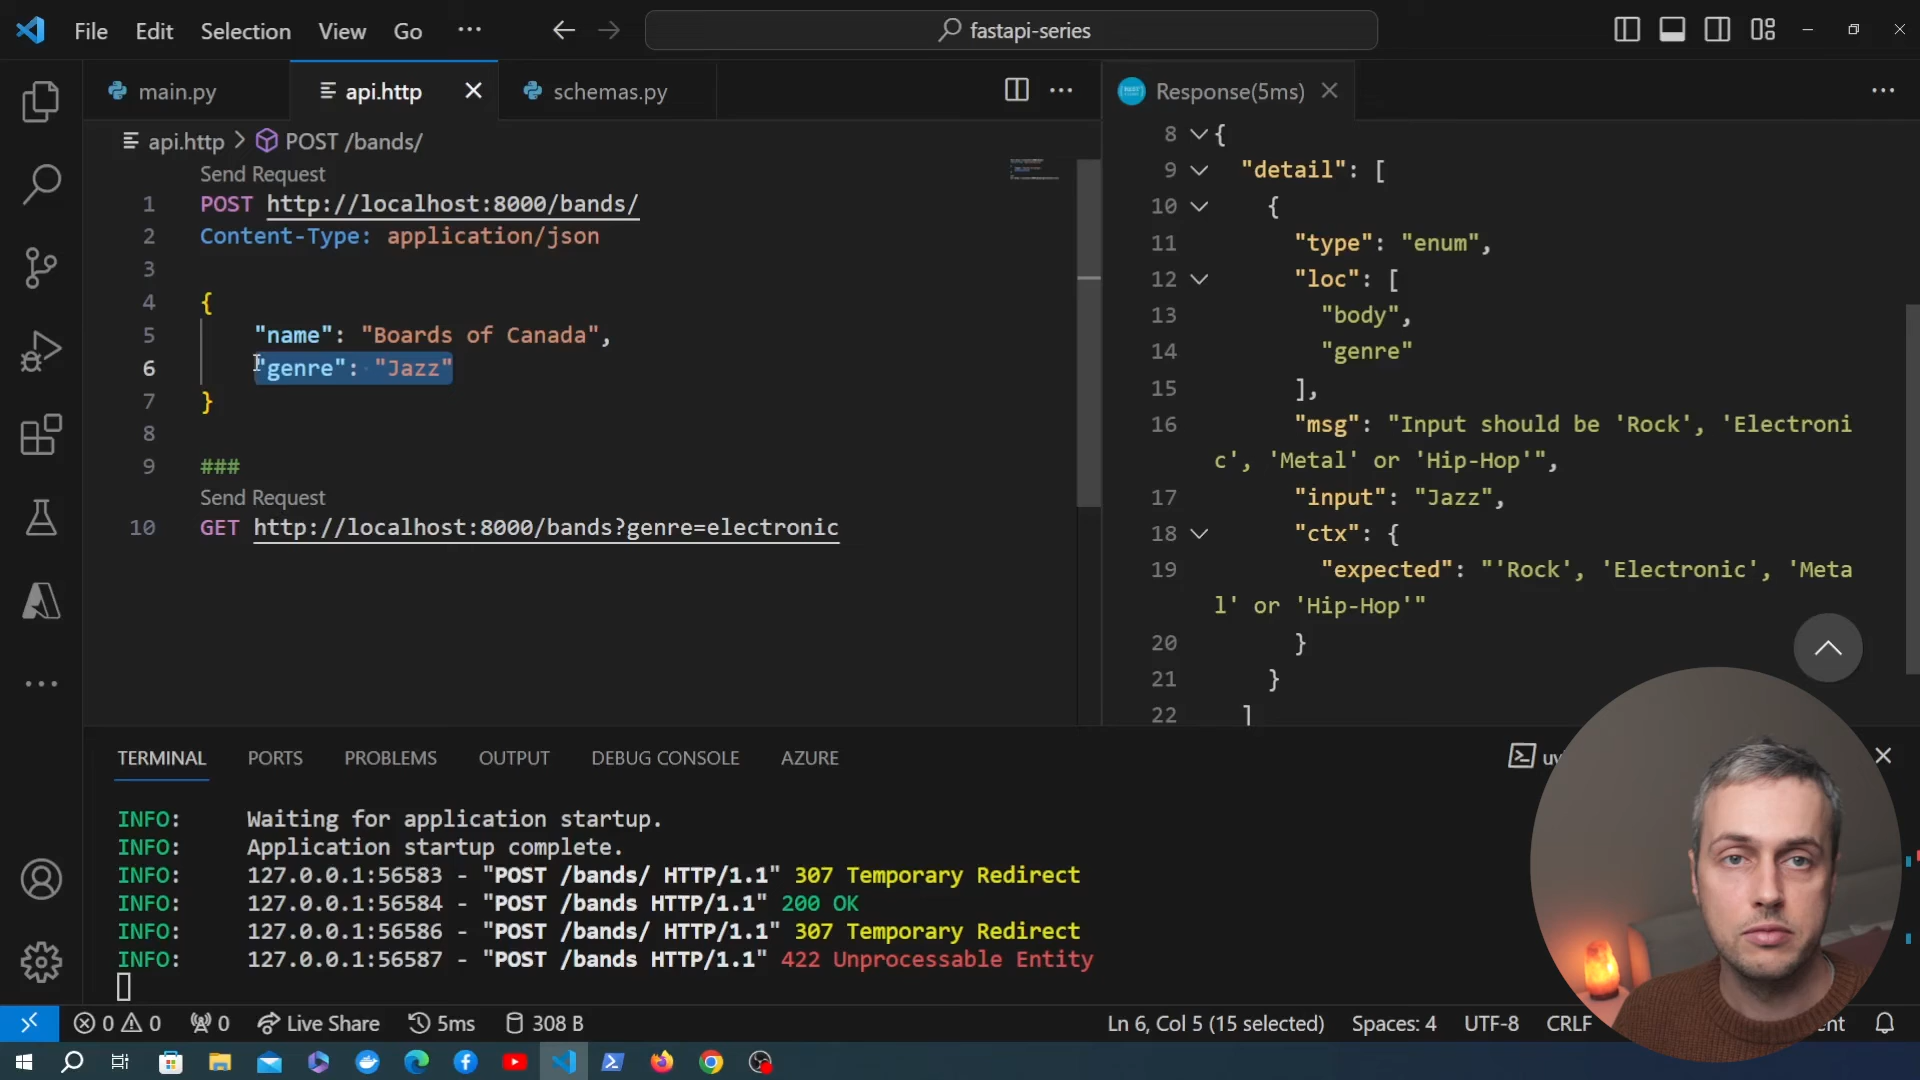 File Edit Selection View Go ··· fastapi-series
main.py api.http schemas.py Response(5ms)
api.http > POST /bands/
Send Request
1 POST http://localhost:8000/bands/
2 Content-Type: application/json
3
4 {
5 "name": "Boards of Canada",
6 "genre": "Jazz"
7 }
8
9 ###
Send Request
10 GET http://localhost:8000/bands?genre=electronic
8 {
9 "detail": [
10 {
11 "type": "enum",
12 "loc": [
13 "body",
14 "genre"
15 ],
16 "msg": "Input should be 'Rock', 'Electroni
c', 'Metal' or 'Hip-Hop'",
17 "input": "Jazz",
18 "ctx": {
19 "expected": "'Rock', 'Electronic', 'Meta
l' or 'Hip-Hop'"
20 }
21 }
22 ]
TERMINAL PORTS PROBLEMS OUTPUT DEBUG CONSOLE AZURE uv
INFO: Waiting for application startup.
INFO: Application startup complete.
INFO: 127.0.0.1:56583 - "POST /bands/ HTTP/1.1" 307 Temporary Redirect
INFO: 127.0.0.1:56584 - "POST /bands HTTP/1.1" 200 OK
INFO: 127.0.0.1:56586 - "POST /bands/ HTTP/1.1" 307 Temporary Redirect
INFO: 127.0.0.1:56587 - "POST /bands HTTP/1.1" 422 Unprocessable Entity
0 0 0 Live Share 5ms 308 B Ln 6, Col 5 (15 selected) Spaces: 4 UTF-8 CRLF